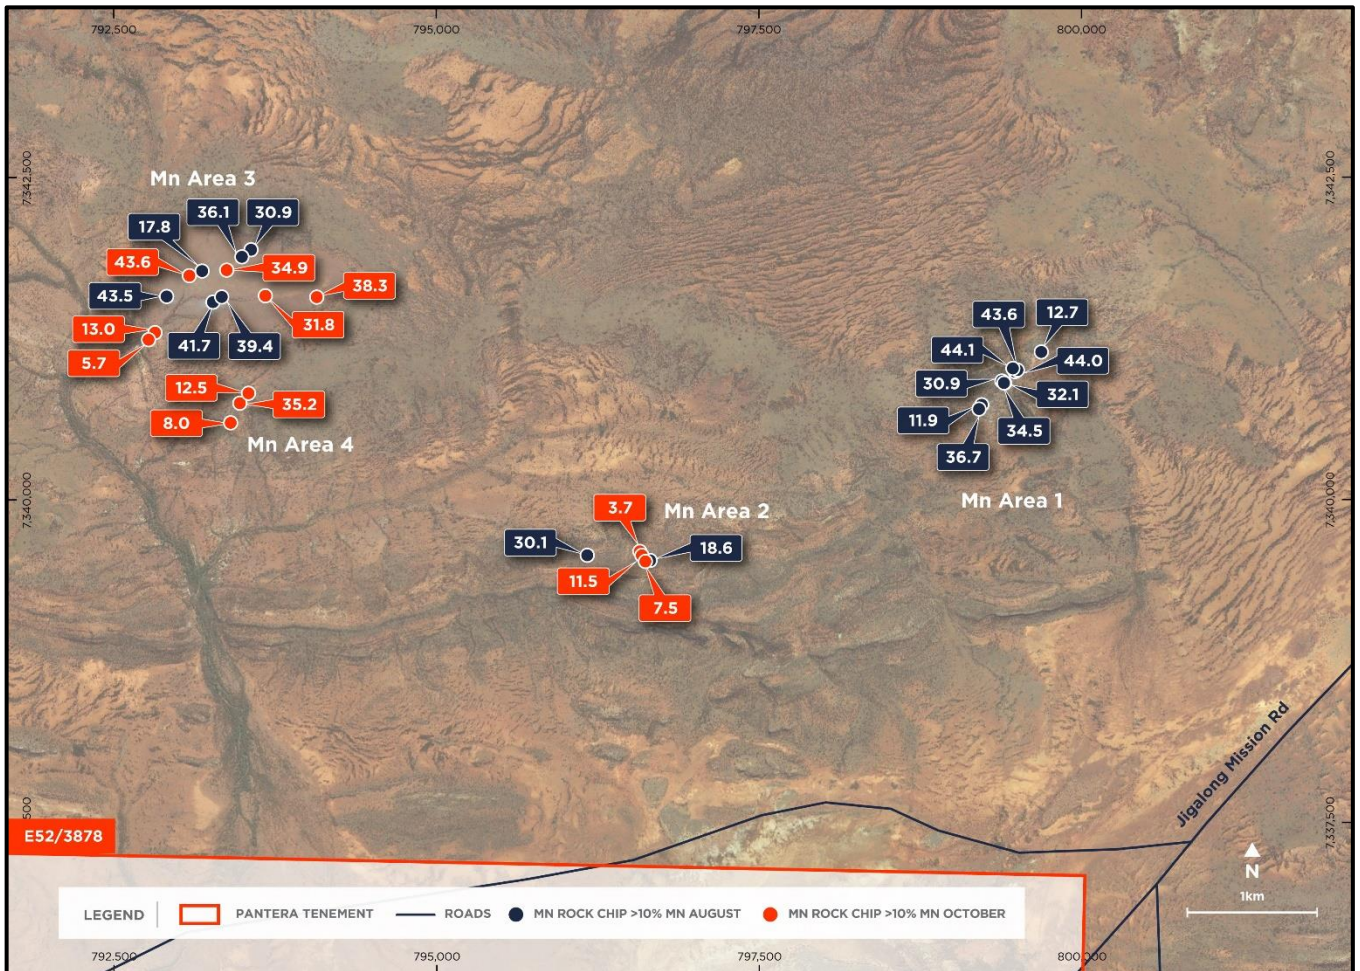 792,500 795,000 797,500 800,000
7,342,500
7,342,500
Mn Area 3
36.1 30.9
17.8
43.6 34.9
43.5 38.3
31.8
13.0
41.7 39.4
5.7
12.5
35.2
8.0
Mn Area 4
43.6 12.7
44.1 44.0
30.9 32.1
11.9 34.5
36.7
Mn Area 1
7,340,000
7,340,000
3.7 Mn Area 2
30.1 18.6
11.5
7.5
Jigalong Mission Rd
500
7,337,500
E52/3878
N
1km
LEGEND PANTERA TENEMENT ROADS MN ROCK CHIP >10% MN AUGUST MN ROCK CHIP >10% MN OCTOBER
792,500 795,000 797,500 800,000